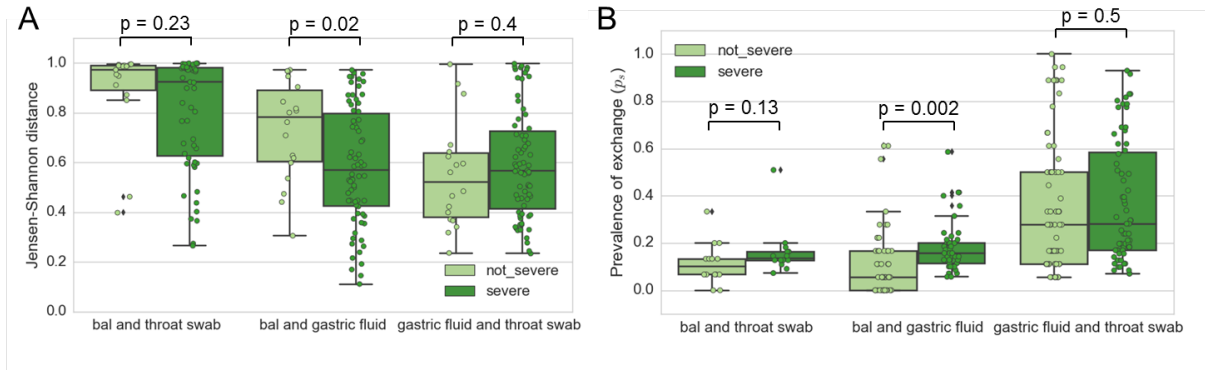 A
p = 0.23
p = 0.02
p = 0.4
Jensen-Shannon distance
1.0
0.8
0.6
0.4
0.2
0.0
not_severe
severe
bal and throat swab
bal and gastric fluid
gastric fluid and throat swab
B
p = 0.5
not_severe
severe
p = 0.13
p = 0.002
Prevalence of exchange (pₛ)
1.0
0.8
0.6
0.4
0.2
0.0
bal and throat swab
bal and gastric fluid
gastric fluid and throat swab